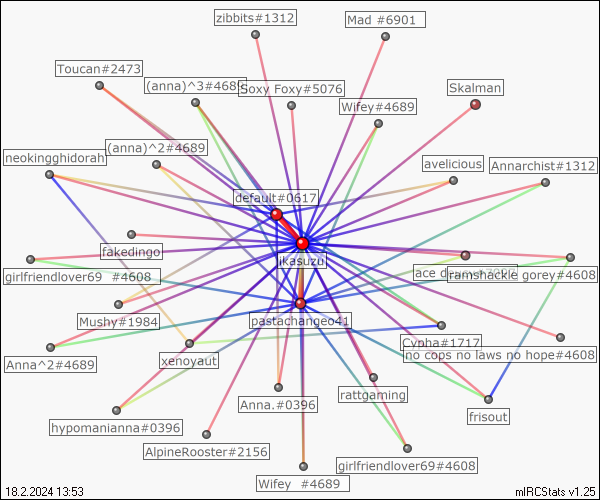 zibbits#1312
Mad #6901
Toucan#2473
(anna)^3#4689
Soxy Foxy#5076
Skalman
Wifey#4689
(anna)^2#4689
neokingghidorah
avelicious
Annarchist#1312
default#0617
fakedingo
ikasuzu
girlfriendlover69 #4608
ace
ramshackle gorey#4608
Mushy#1984
pastachangeo41
Cynha#1717
no cops no laws no hope#4608
Anna^2#4689
xenoyaut
rattgaming
Anna.#0396
frisout
hypomanianna#0396
AlpineRooster#2156
girlfriendlover69#4608
Wifey #4689
18.2.2024 13:53
mIRCStats v1.25